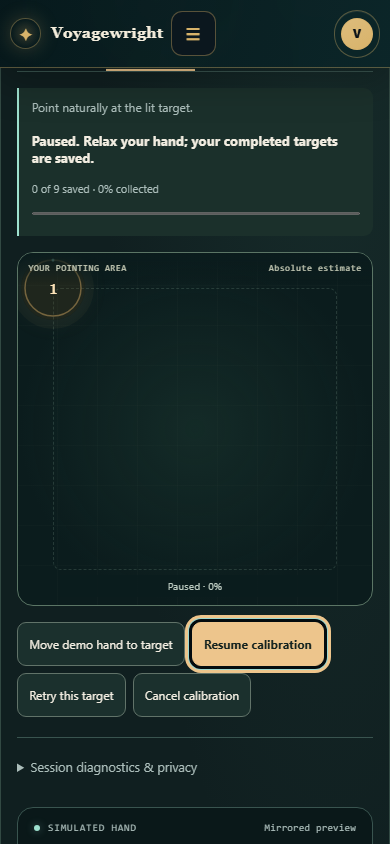 Voyagewright
V
Point naturally at the lit target.
Paused. Relax your hand; your completed targets
are saved.
0 of 9 saved · 0% collected
YOUR POINTING AREA
Absolute estimate
1
Paused · 0%
Move demo hand to target
Resume calibration
Retry this target
Cancel calibration
Session diagnostics & privacy
SIMULATED HAND
Mirrored preview